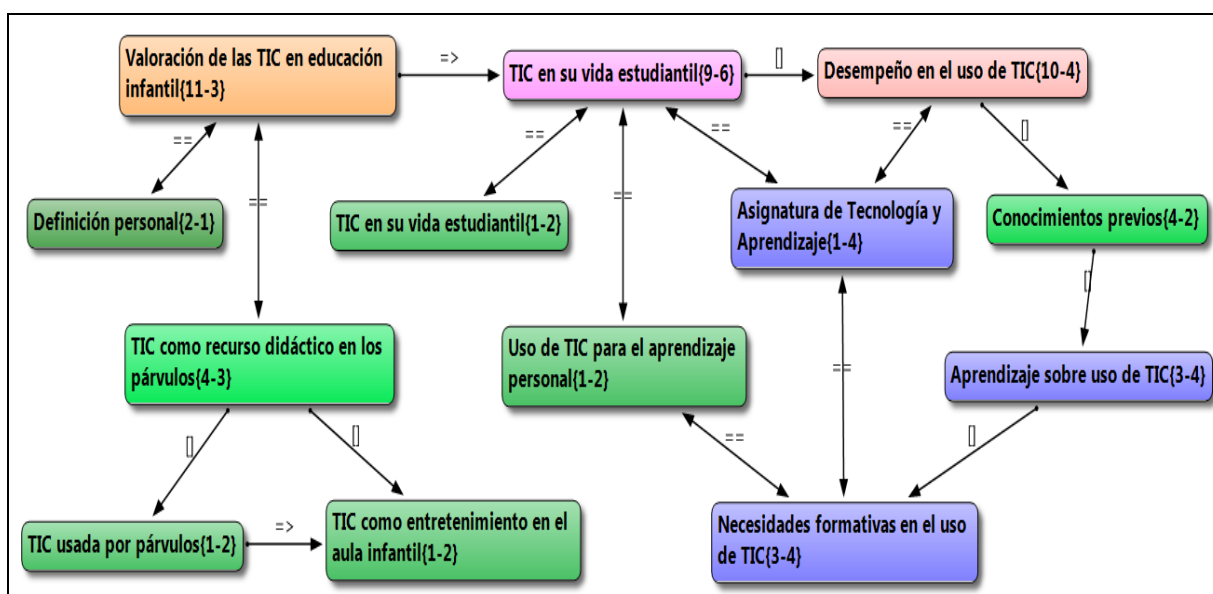 Valoración de las TIC en educación
infantil{11-3}
=>
TIC en su vida estudiantil{9-6}
[]
Desempeño en el uso de TIC{10-4}
==
==
==
==
==
[]
==
Definición personal{2-1}
TIC en su vida estudiantil{1-2}
Asignatura de Tecnología y
Aprendizaje{1-4}
Conocimientos previos{4-2}
[]
TIC como recurso didáctico en los
párvulos{4-3}
Uso de TIC para el aprendizaje
personal{1-2}
==
Aprendizaje sobre uso de TIC{3-4}
[]
[]
==
[]
TIC usada por párvulos{1-2}
=>
TIC como entretenimiento en el
aula infantil{1-2}
Necesidades formativas en el uso
de TIC{3-4}